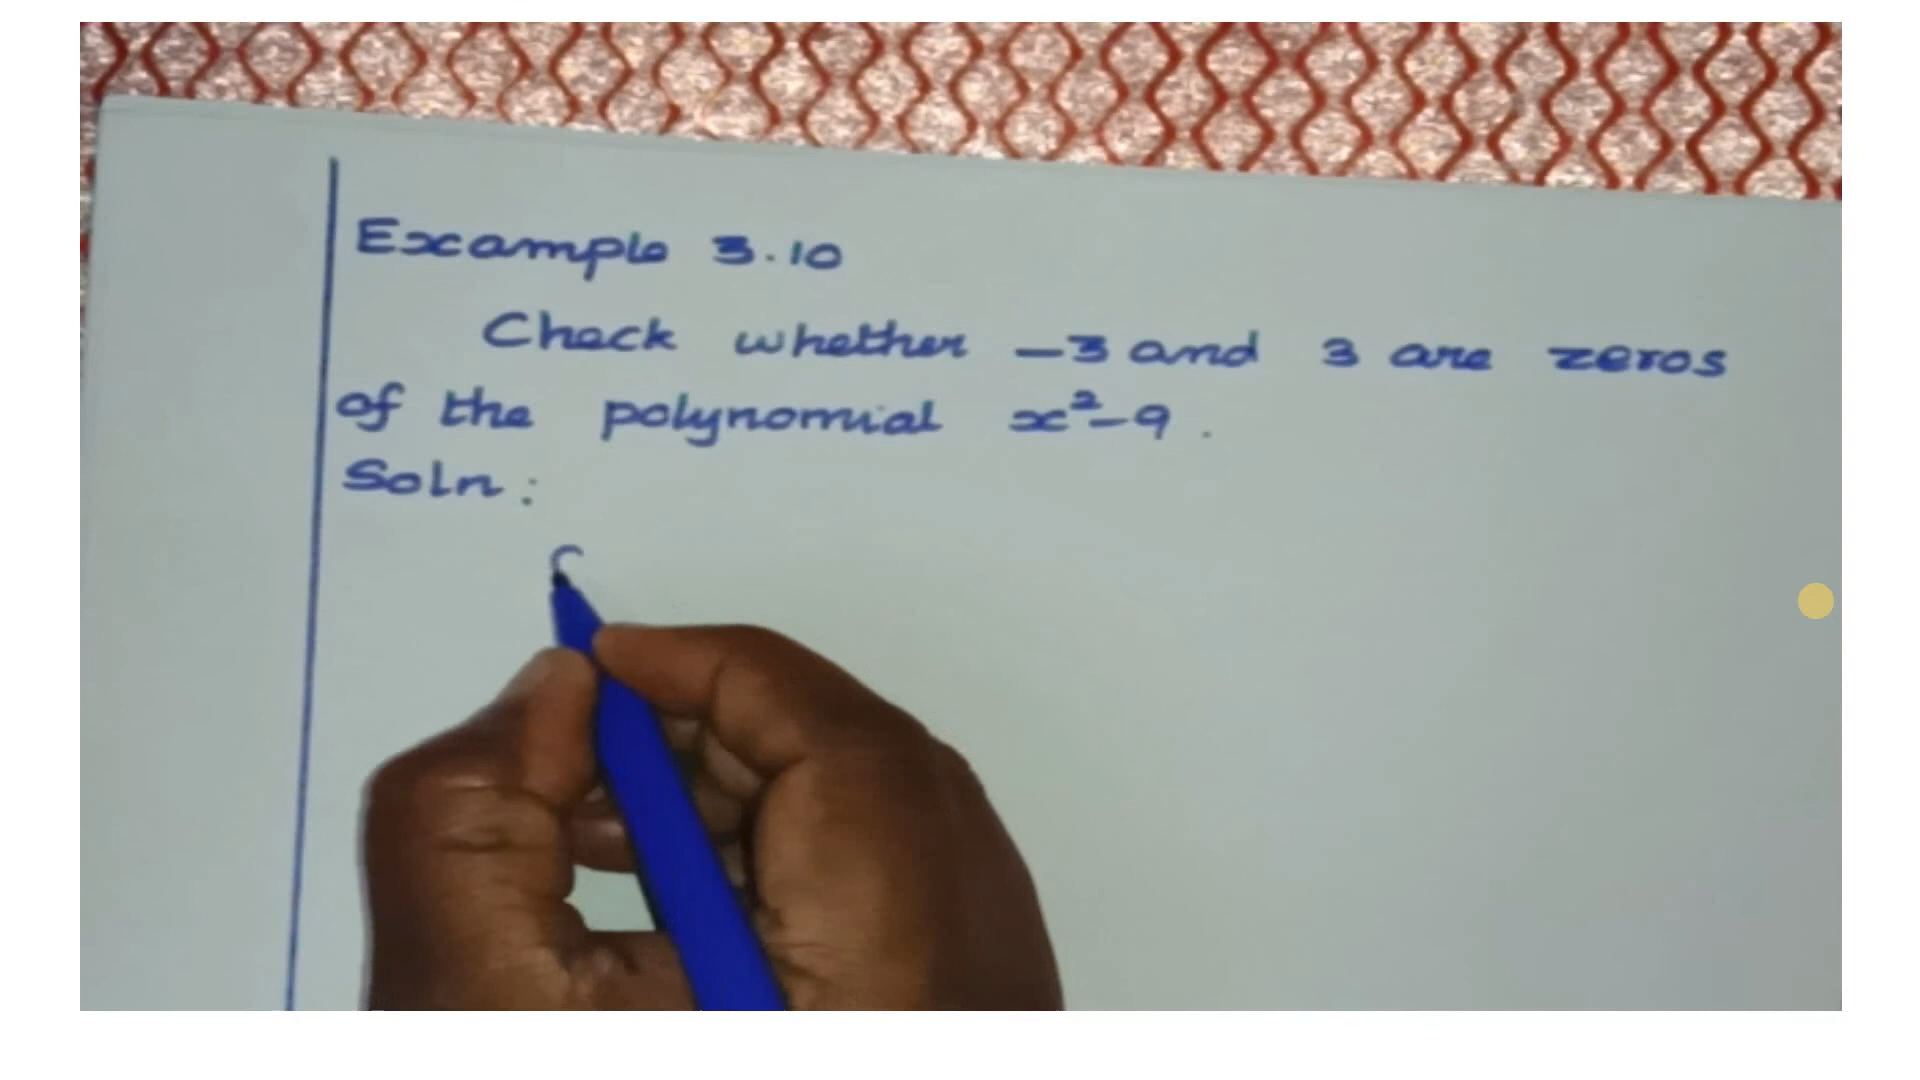 Example 3.10
Check whether -3 and 3 are zeros
of the polynomial x²-9.
Soln: